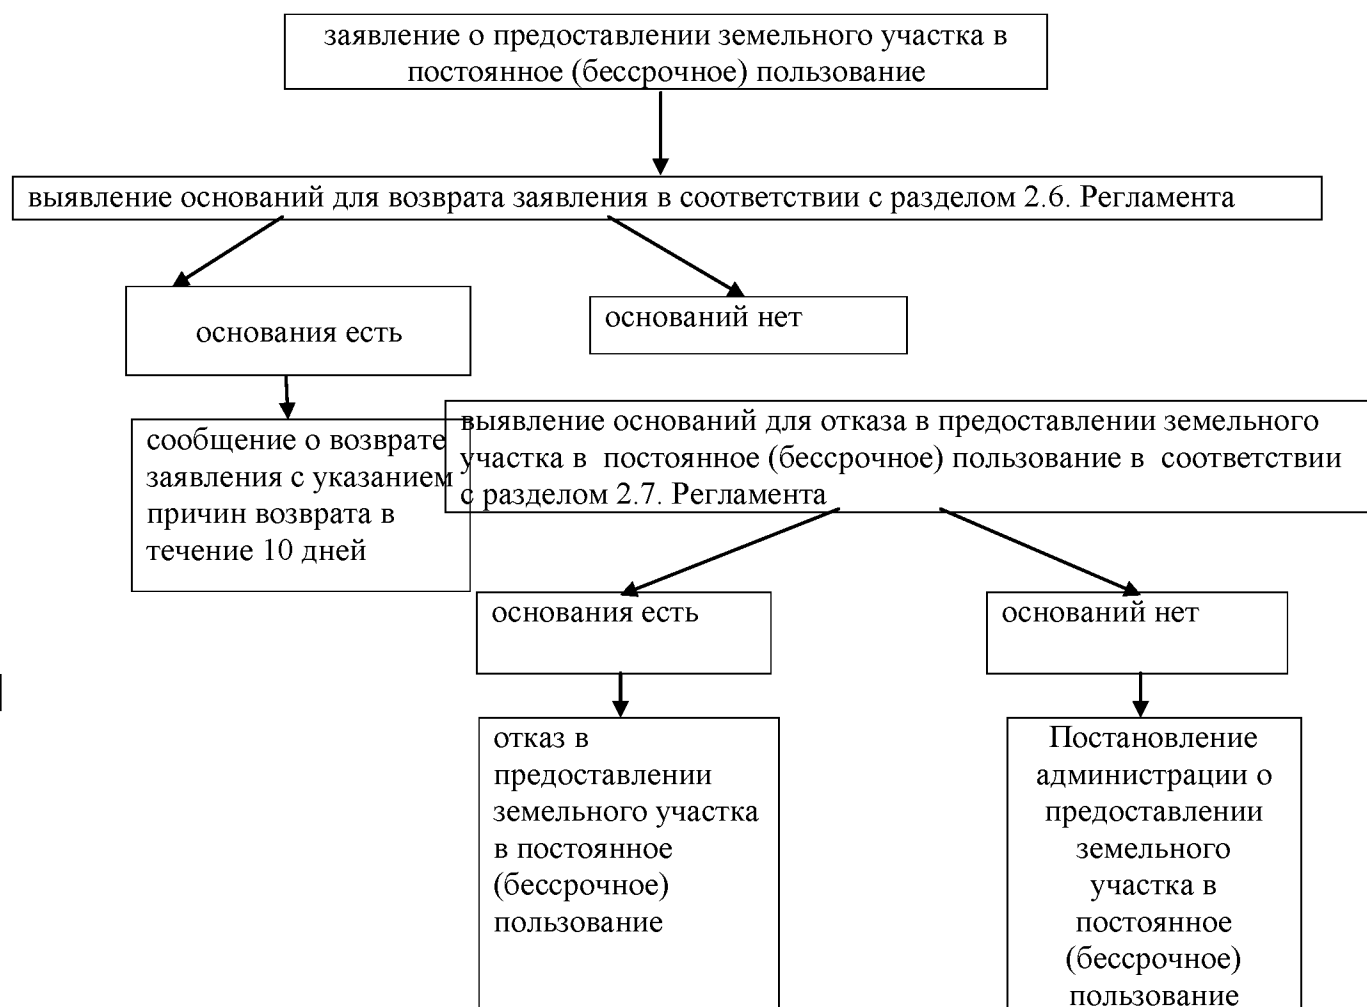 заявление о предоставлении земельного участка в
постоянное (бессрочное) пользование
выявление оснований для возврата заявления в соответствии с разделом 2.6. Регламента
основания есть
оснований нет
сообщение о возврате
заявления с указанием
причин возврата в
течение 10 дней
выявление оснований для отказа в предоставлении земельного
участка в постоянное (бессрочное) пользование в соответствии
с разделом 2.7. Регламента
основания есть
оснований нет
отказ в
предоставлении
земельного участка
в постоянное
(бессрочное)
пользование
Постановление
администрации о
предоставлении
земельного
участка в
постоянное
(бессрочное)
пользование